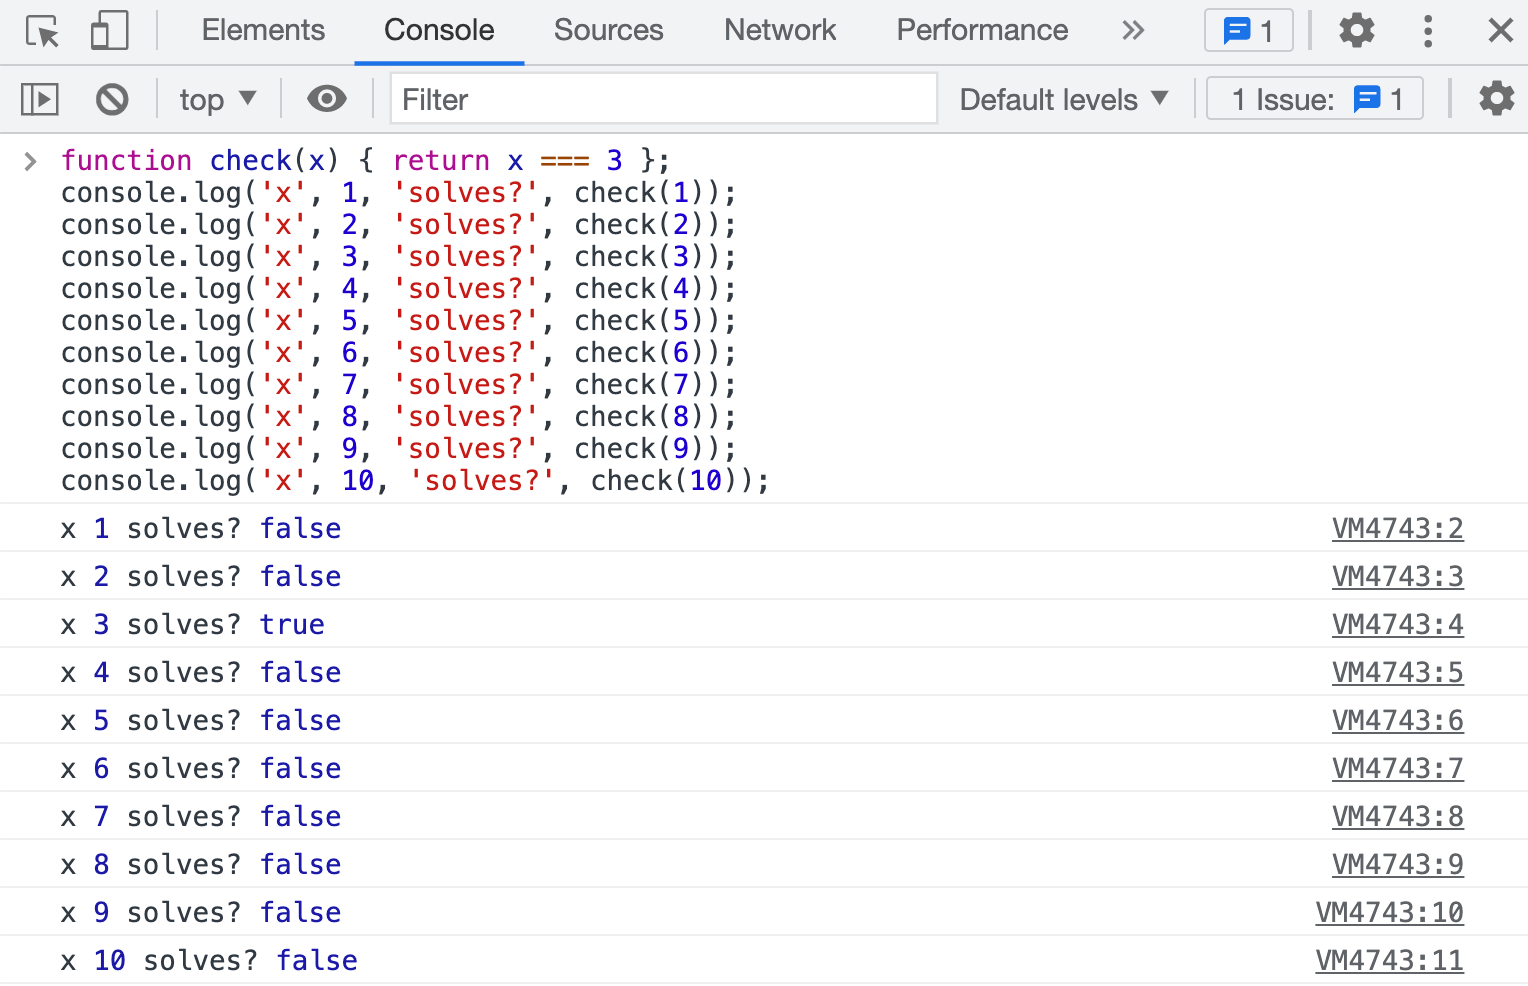 Elements Console Sources Network Performance 1
top Filter Default levels 1 Issue: 1
function check(x) { return x === 3 };
console.log('x', 1, 'solves?', check(1));
console.log('x', 2, 'solves?', check(2));
console.log('x', 3, 'solves?', check(3));
console.log('x', 4, 'solves?', check(4));
console.log('x', 5, 'solves?', check(5));
console.log('x', 6, 'solves?', check(6));
console.log('x', 7, 'solves?', check(7));
console.log('x', 8, 'solves?', check(8));
console.log('x', 9, 'solves?', check(9));
console.log('x', 10, 'solves?', check(10));
x 1 solves? false VM4743:2
x 2 solves? false VM4743:3
x 3 solves? true VM4743:4
x 4 solves? false VM4743:5
x 5 solves? false VM4743:6
x 6 solves? false VM4743:7
x 7 solves? false VM4743:8
x 8 solves? false VM4743:9
x 9 solves? false VM4743:10
x 10 solves? false VM4743:11